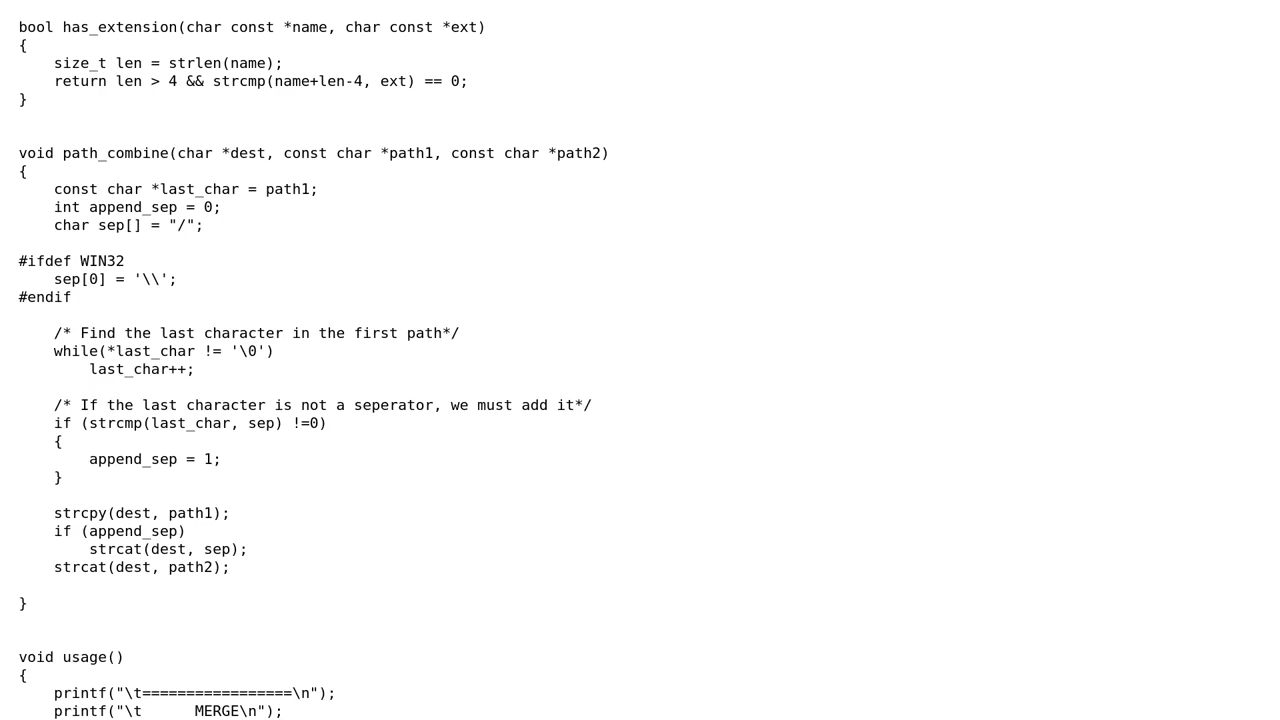 bool has_extension(char const *name, char const *ext)
{
    size_t len = strlen(name);
    return len > 4 && strcmp(name+len-4, ext) == 0;
}
void path_combine(char *dest, const char *path1, const char *path2)
{
    const char *last_char = path1;
    int append_sep = 0;
    char sep[] = "/";
#ifdef WIN32
    sep[0] = '\\';
#endif
    /* Find the last character in the first path*/
    while(*last_char != '\0')
        last_char++;
    /* If the last character is not a seperator, we must add it*/
    if (strcmp(last_char, sep) !=0)
    {
        append_sep = 1;
    }
    strcpy(dest, path1);
    if (append_sep)
        strcat(dest, sep);
    strcat(dest, path2);
}
void usage()
{
    printf("\t=================\n");
    printf("\t      MERGE\n");